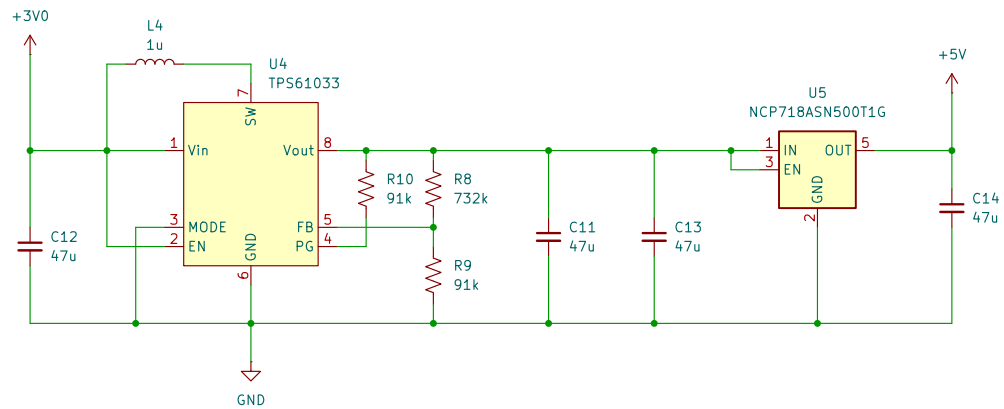 +3V0
L4
1u
U4
TPS61033
+5V
U5
NCP718ASN500T1G
7
SW
1
Vin
Vout
8
1
IN
OUT
5
3
EN
R10
91k
R8
732k
GND
2
C14
47u
3
MODE
FB
5
C12
47u
2
EN
GND
PG
4
C11
47u
C13
47u
6
R9
91k
GND